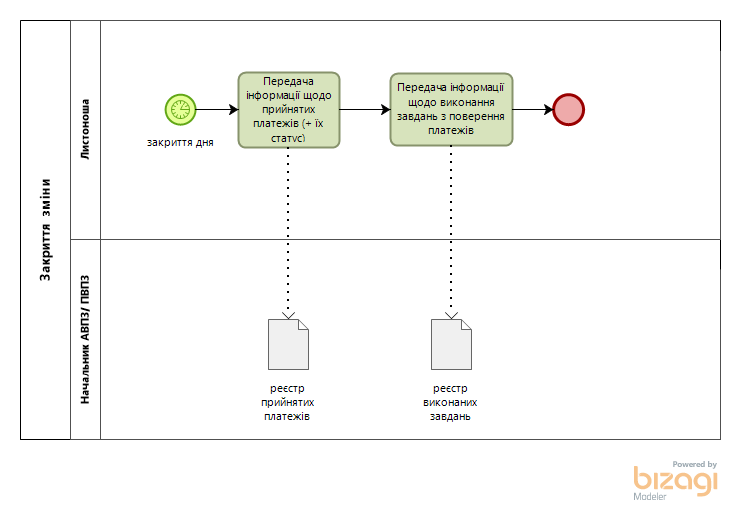 Закриття зміни
Листоноша
закриття дня
Передача
інформації щодо
прийнятих
платежів (+ їх
статус)
Передача інформації
щодо виконання
завдань з поверення
платежів
Начальник АВПЗ/ ПВПЗ
реєстр
прийнятих
платежів
реєстр
виконаних
завдань
Powered by
bizagi
Modeler